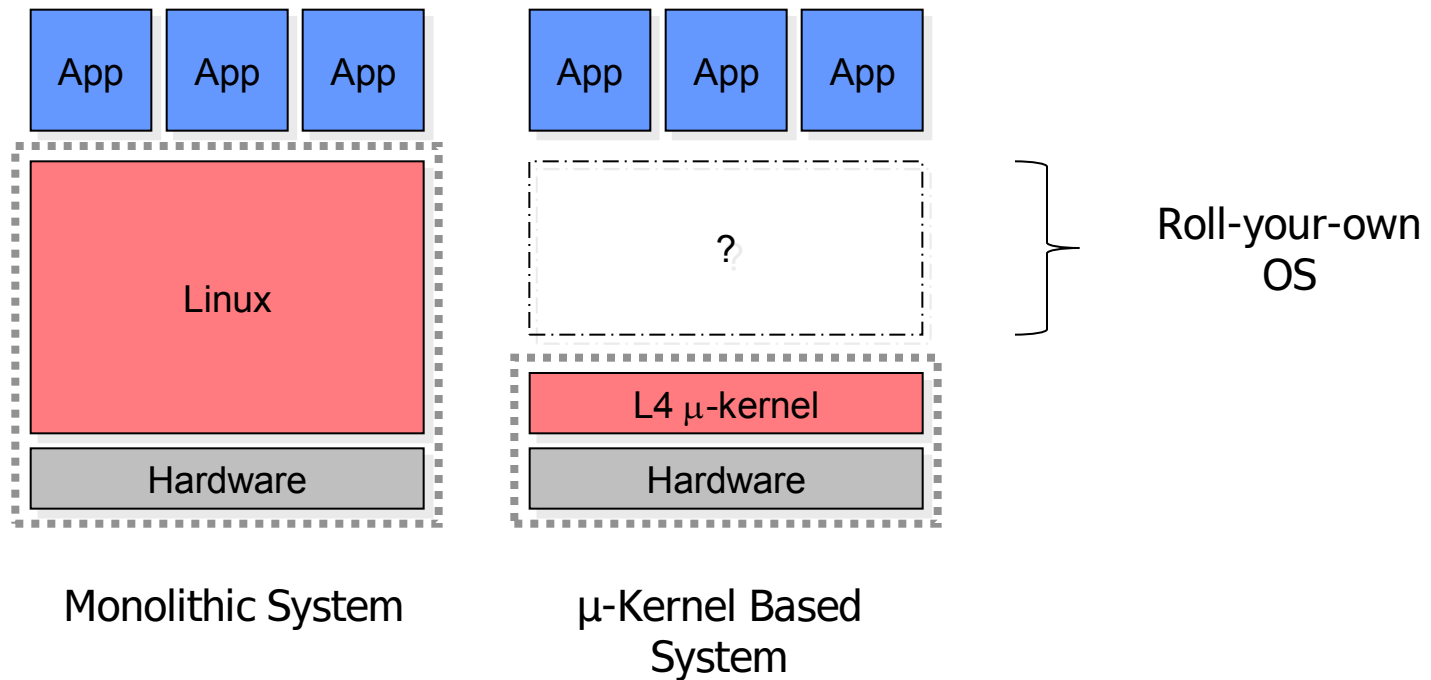 App App App
Linux
Hardware
Monolithic System
App App App
?
L4 μ-kernel
Hardware
μ-Kernel Based
System
Roll-your-own
OS